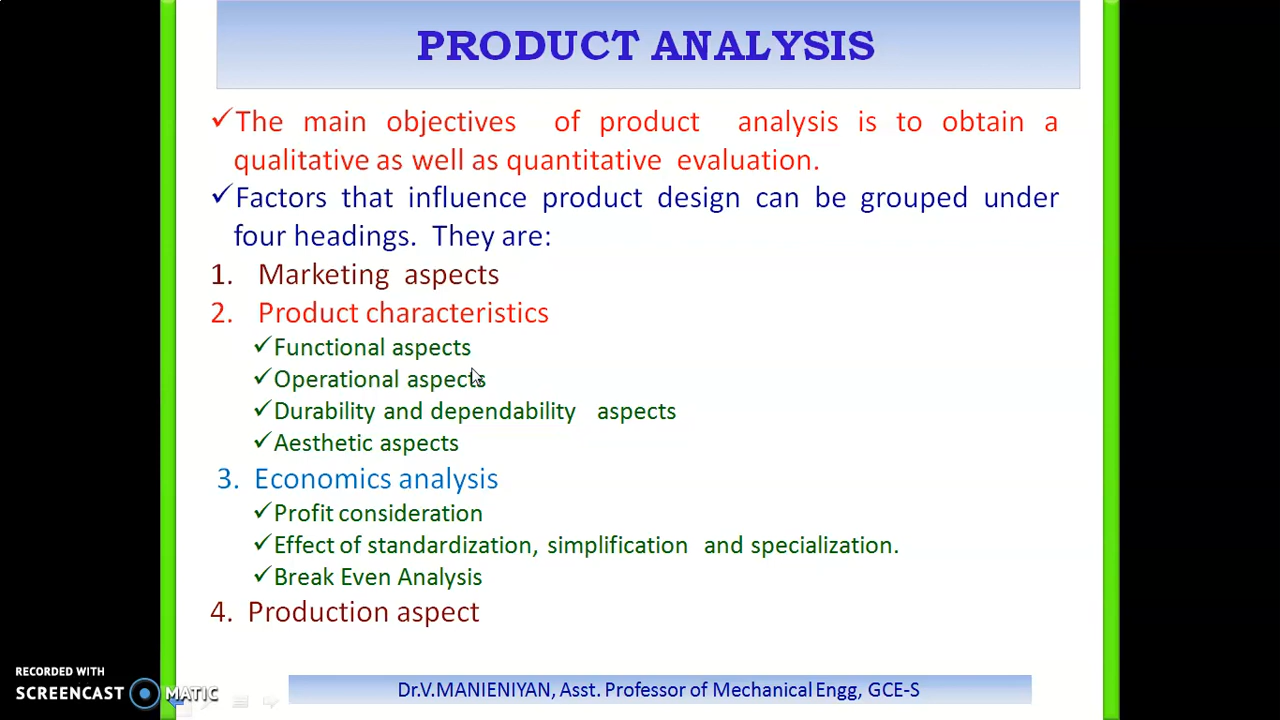 PRODUCT ANALYSIS
✓The main objectives of product analysis is to obtain a
qualitative as well as quantitative evaluation.
✓Factors that influence product design can be grouped under
four headings. They are:
1. Marketing aspects
2. Product characteristics
✓Functional aspects
✓Operational aspects
✓Durability and dependability aspects
✓Aesthetic aspects
3. Economics analysis
✓Profit consideration
✓Effect of standardization, simplification and specialization.
✓Break Even Analysis
4. Production aspect
RECORDED WITH
SCREENCAST MATIC
Dr.V.MANIENIYAN, Asst. Professor of Mechanical Engg, GCE-S